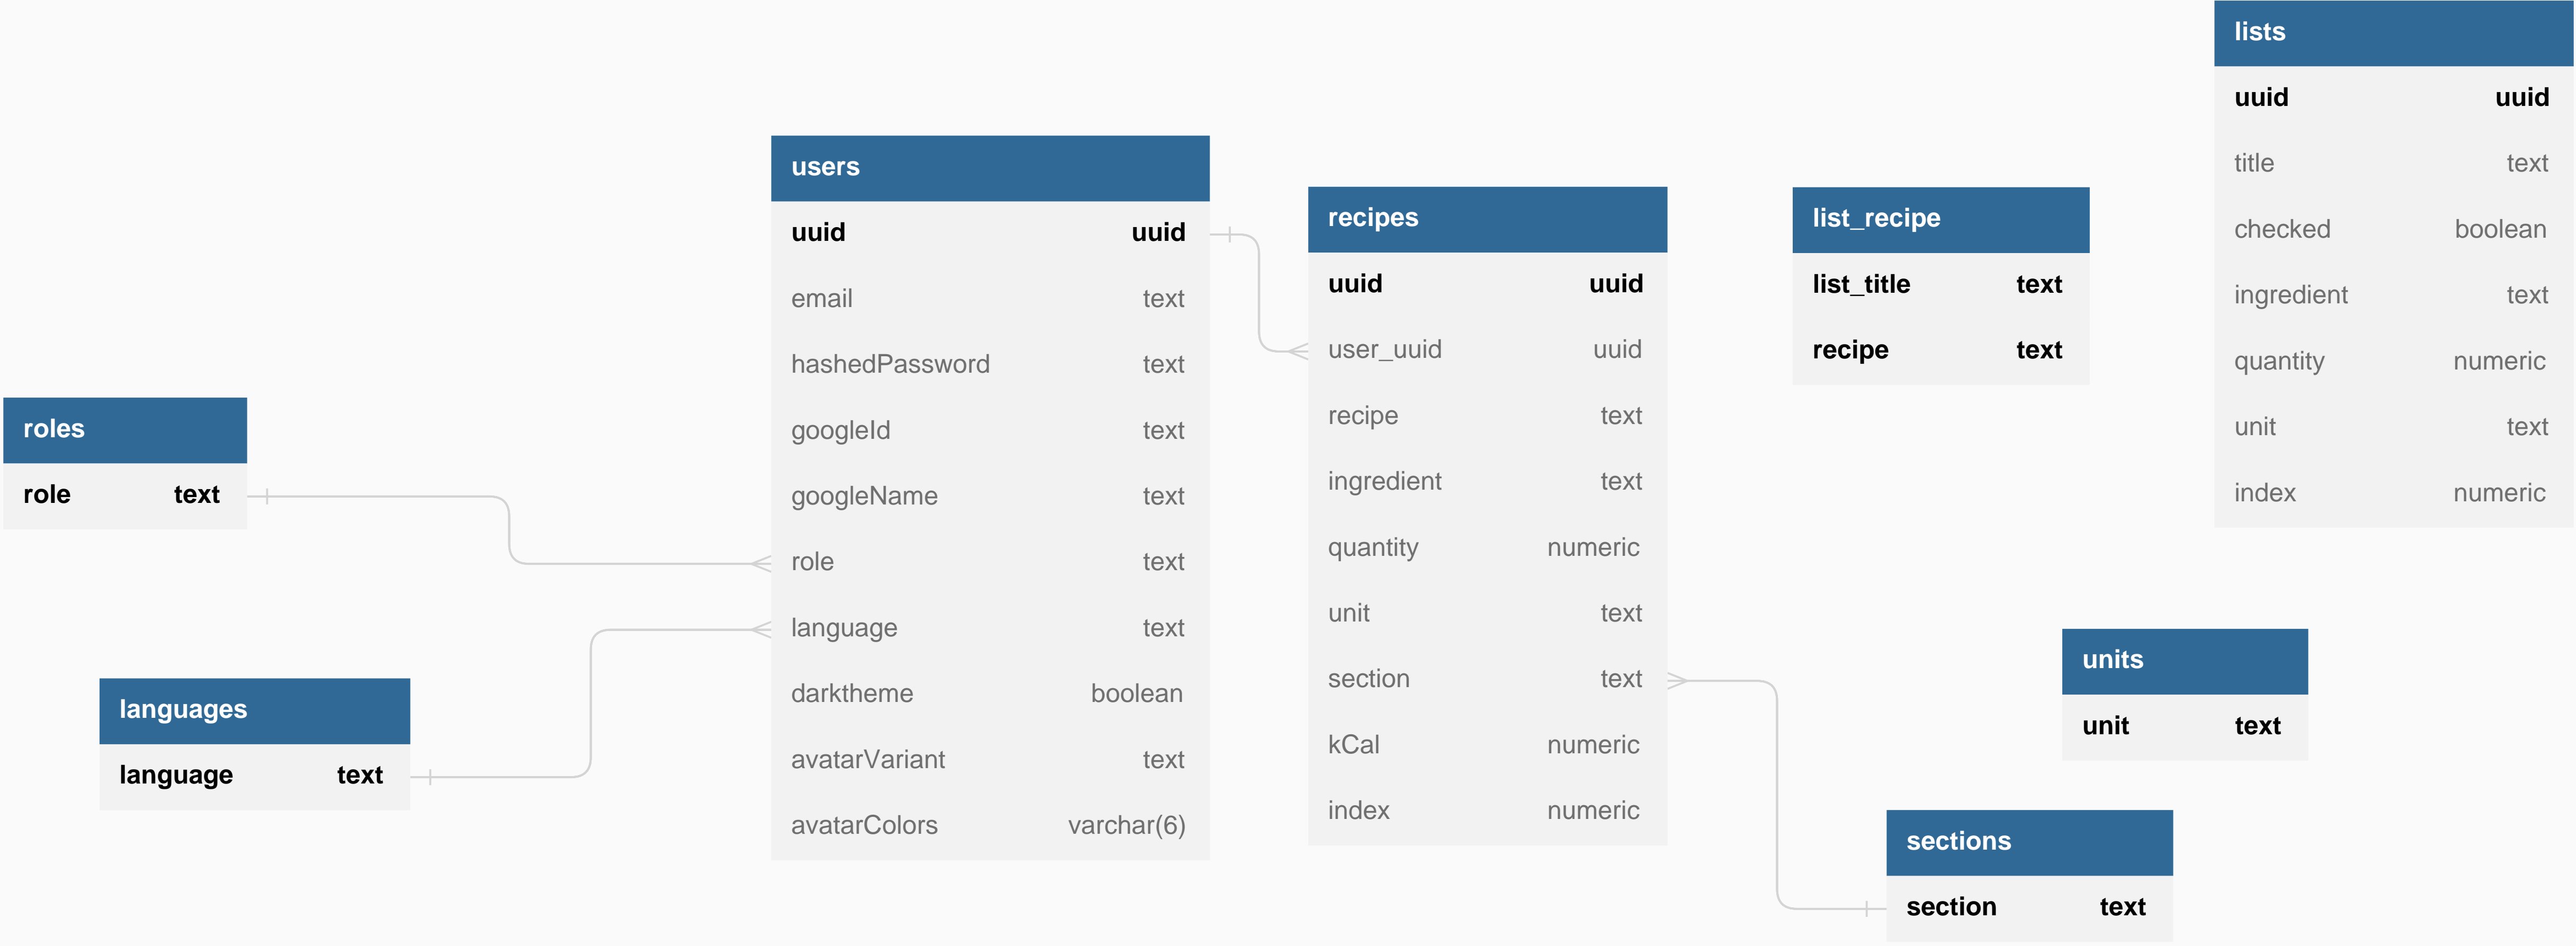 roles
role text
languages
language text
users
uuid uuid
email text
hashedPassword text
googleId text
googleName text
role text
language text
darktheme boolean
avatarVariant text
avatarColors varchar(6)
recipes
uuid uuid
user_uuid uuid
recipe text
ingredient text
quantity numeric
unit text
section text
kCal numeric
index numeric
list_recipe
list_title text
recipe text
lists
uuid uuid
title text
checked boolean
ingredient text
quantity numeric
unit text
index numeric
units
unit text
sections
section text